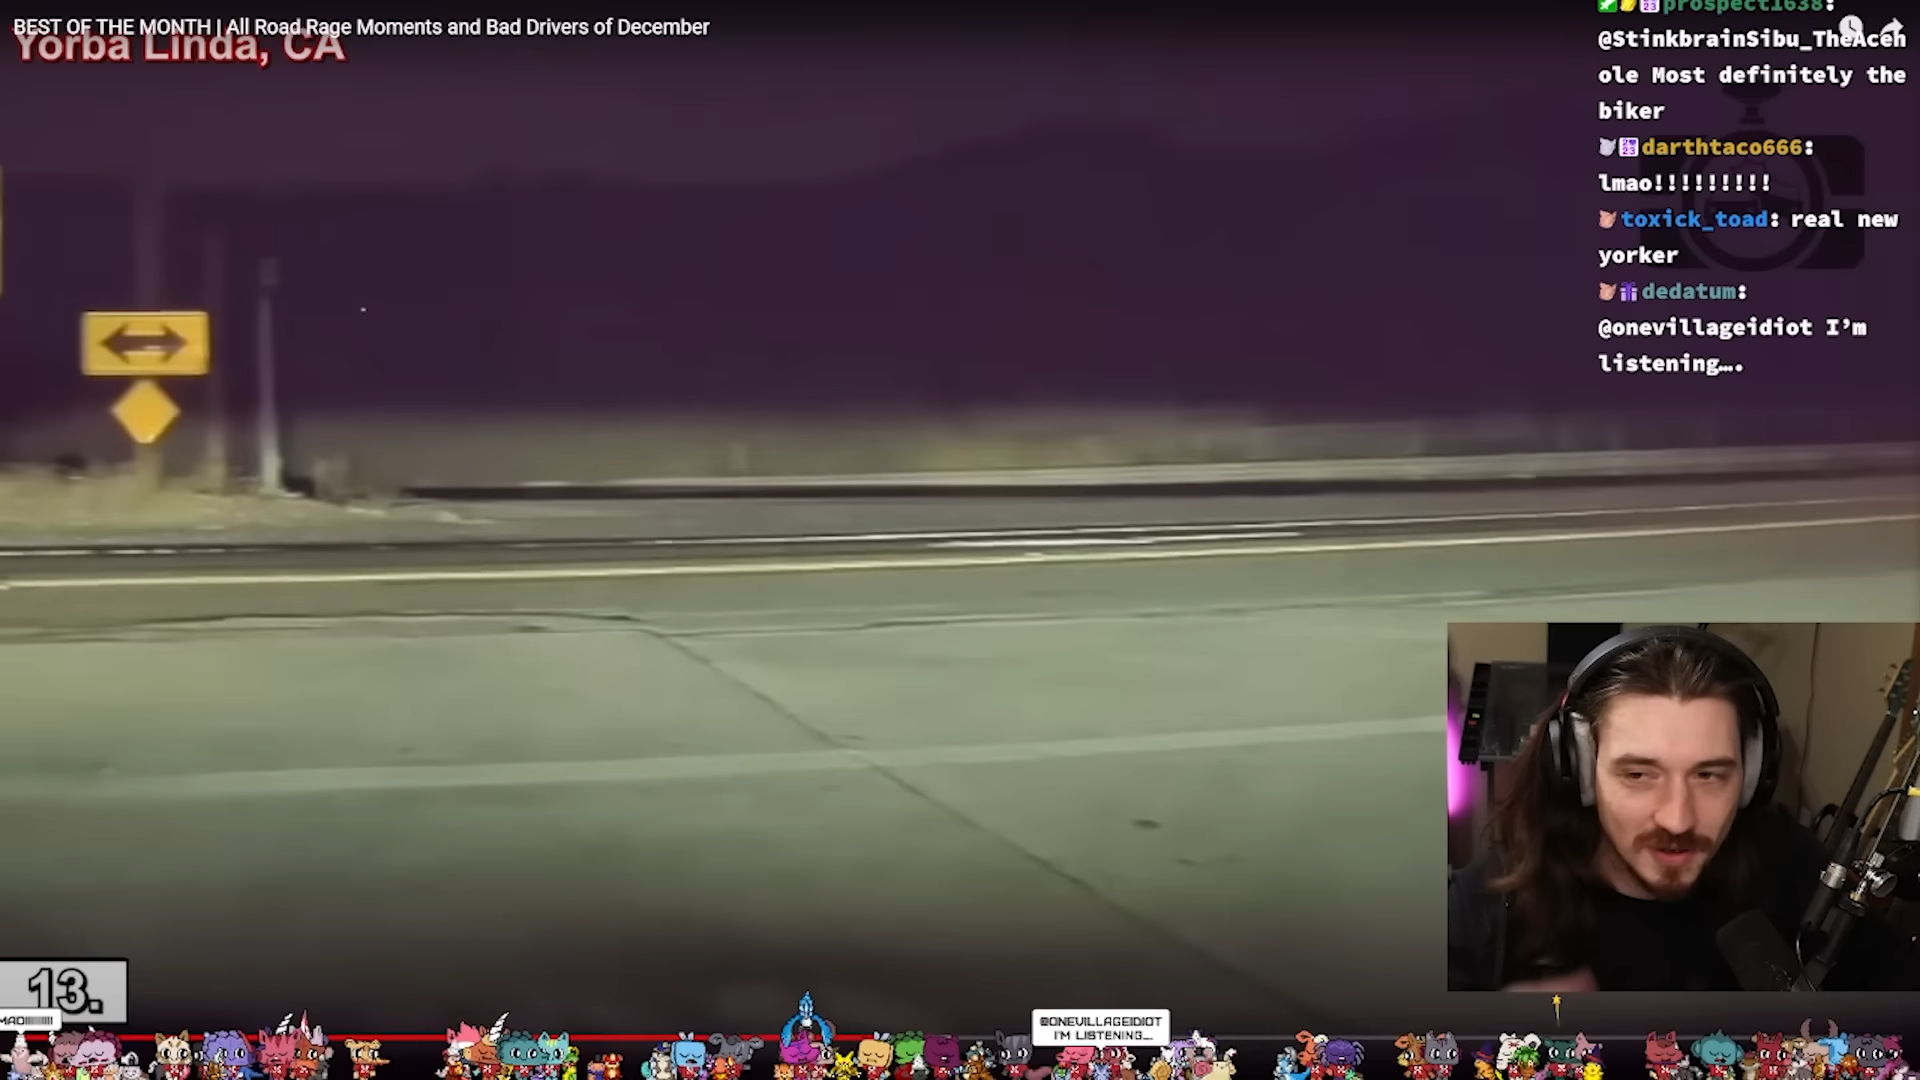 BEST OF THE MONTH | All Road Rage Moments and Bad Drivers of December
Yorba Linda, CA
prospect1638:
@StinkbrainSibu_TheAceh
ole Most definitely the
biker
darthtaco666:
lmao!!!!!!!!!
toxick_toad: real new
yorker
dedatum:
@onevillageidiot I’m
listening….
13.
@ONEVILLAGEIDIOT
I'M LISTENING...